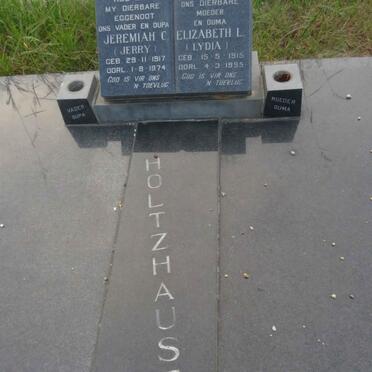 MY DIERBARE
EGGENOOT
ONS VADER EN OUPA
JEREMIAH C
(JERRY)
GEB 29-11-1917
OORL 1-8-1974
GOD IS VIR ONS
'N TOEVLUG
ONS DIERBARE
MOEDER
EN OUMA
ELIZABETH L
(LYDIA)
GEB 15-5-1915
OORL 4-3-1995
GOD IS VIR ONS
'N TOEVLUG
VADER
OUPA
MOEDER
OUMA
HOLTZHAUS